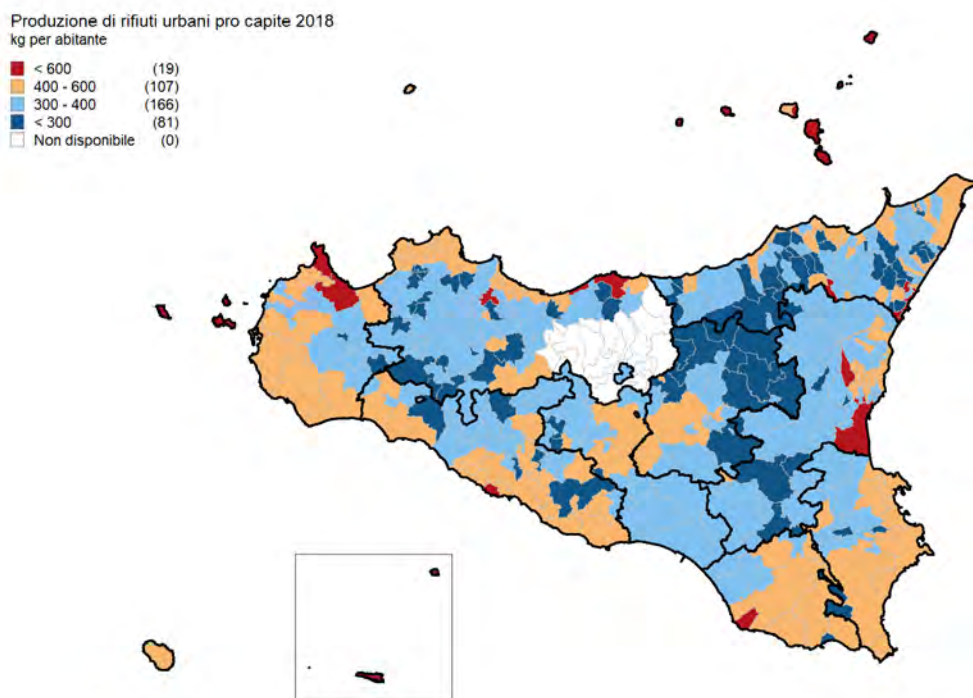 Produzione di rifiuti urbani pro capite 2018
kg per abitante
< 600 (19)
400 - 600 (107)
300 - 400 (166)
< 300 (81)
Non disponibile (0)